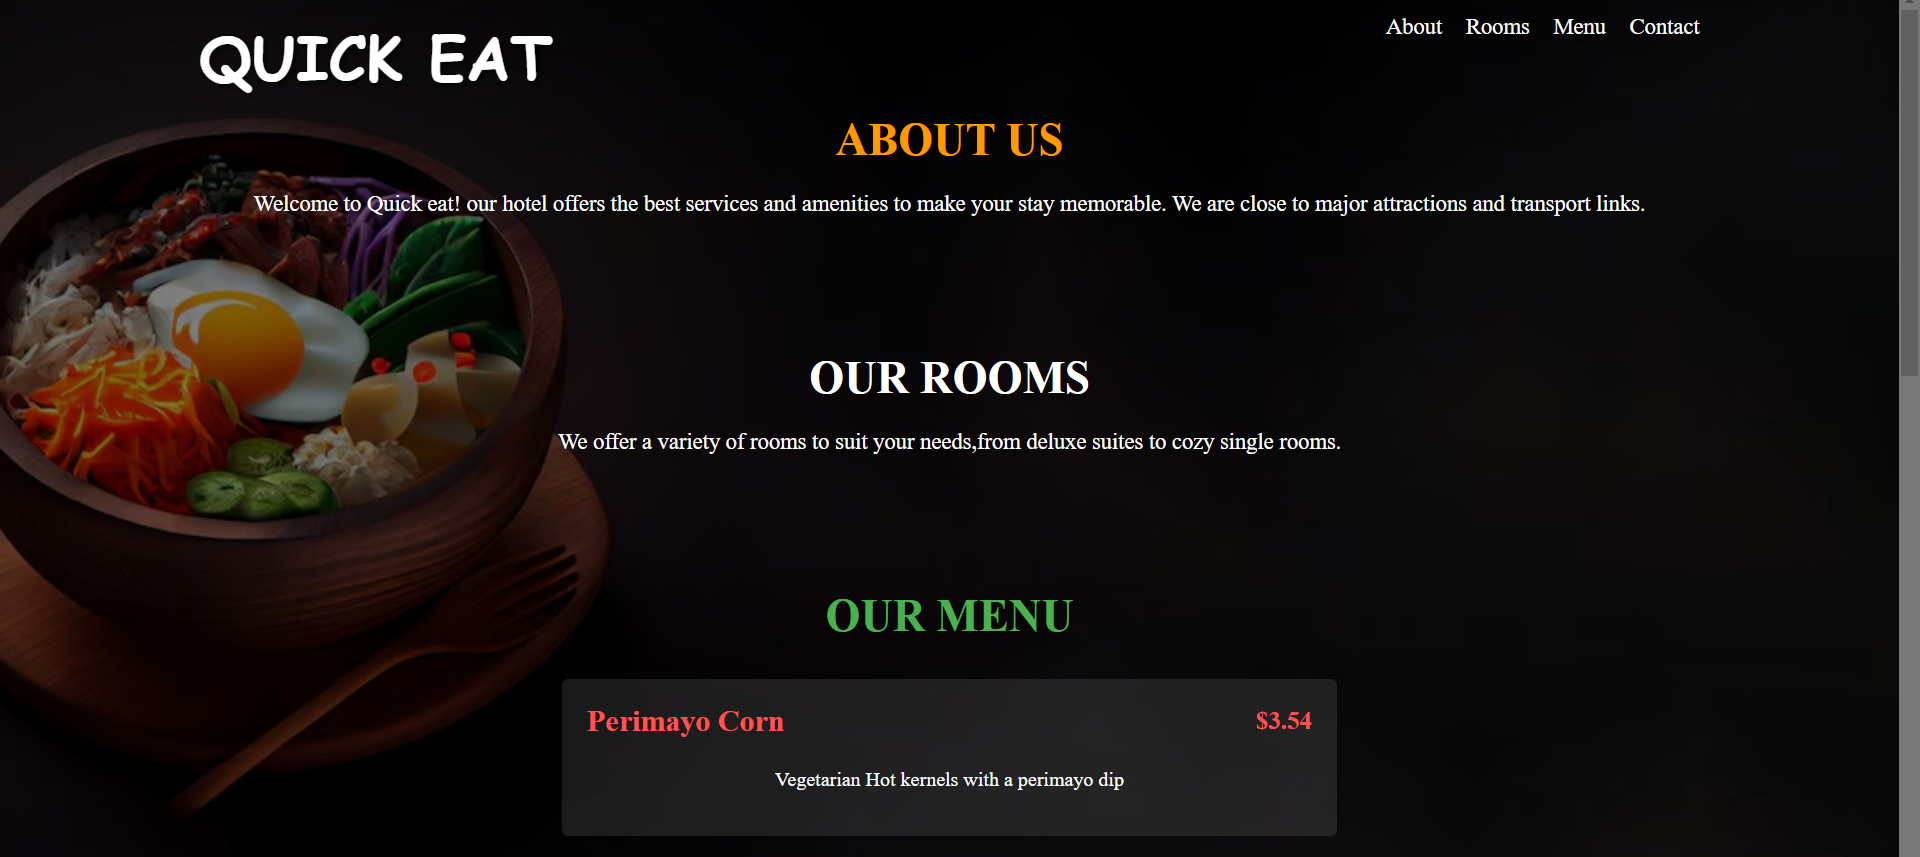 QUICK EAT
About Rooms Menu Contact
ABOUT US
Welcome to Quick eat! our hotel offers the best services and amenities to make your stay memorable. We are close to major attractions and transport links.
OUR ROOMS
We offer a variety of rooms to suit your needs,from deluxe suites to cozy single rooms.
OUR MENU
Perimayo Corn $3.54
Vegetarian Hot kernels with a perimayo dip